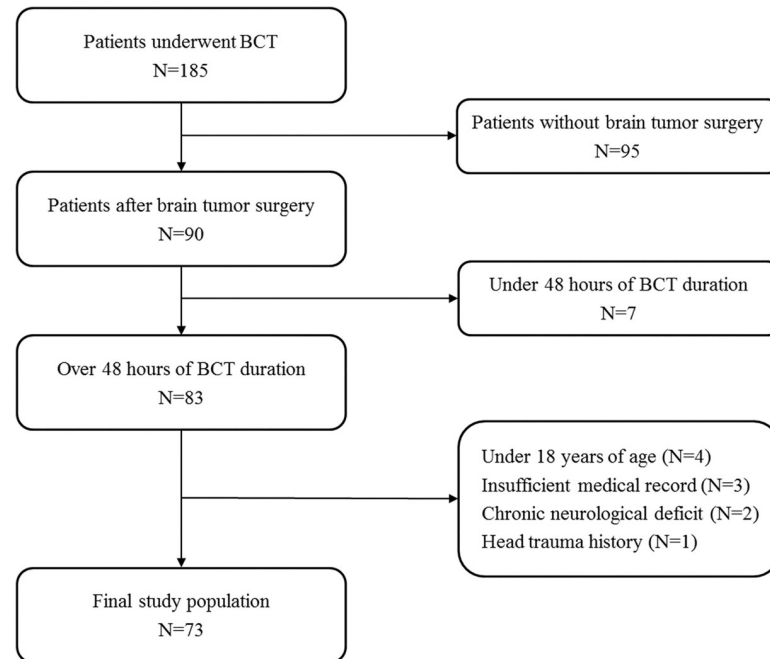 Patients underwent BCT
N=185
Patients without brain tumor surgery
N=95
Patients after brain tumor surgery
N=90
Under 48 hours of BCT duration
N=7
Over 48 hours of BCT duration
N=83
Under 18 years of age (N=4)
Insufficient medical record (N=3)
Chronic neurological deficit (N=2)
Head trauma history (N=1)
Final study population
N=73